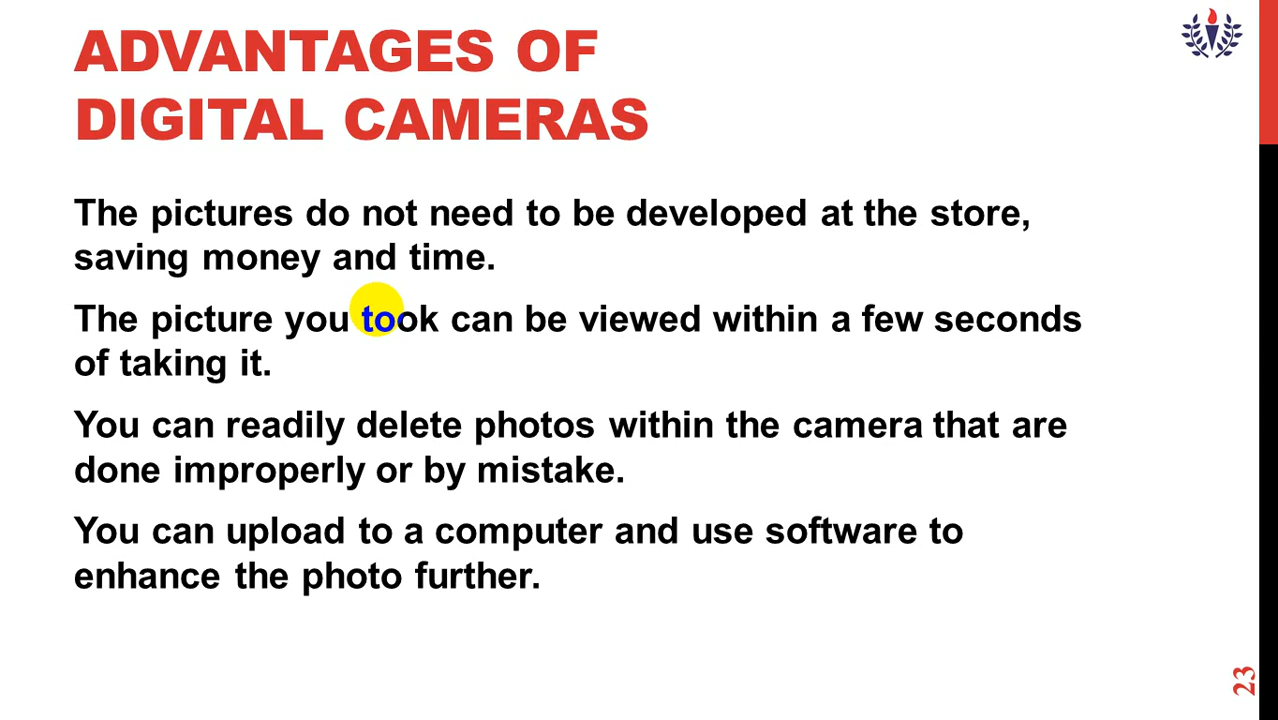 ADVANTAGES OF
DIGITAL CAMERAS
The pictures do not need to be developed at the store,
saving money and time.
The picture you took can be viewed within a few seconds
of taking it.
You can readily delete photos within the camera that are
done improperly or by mistake.
You can upload to a computer and use software to
enhance the photo further.
23